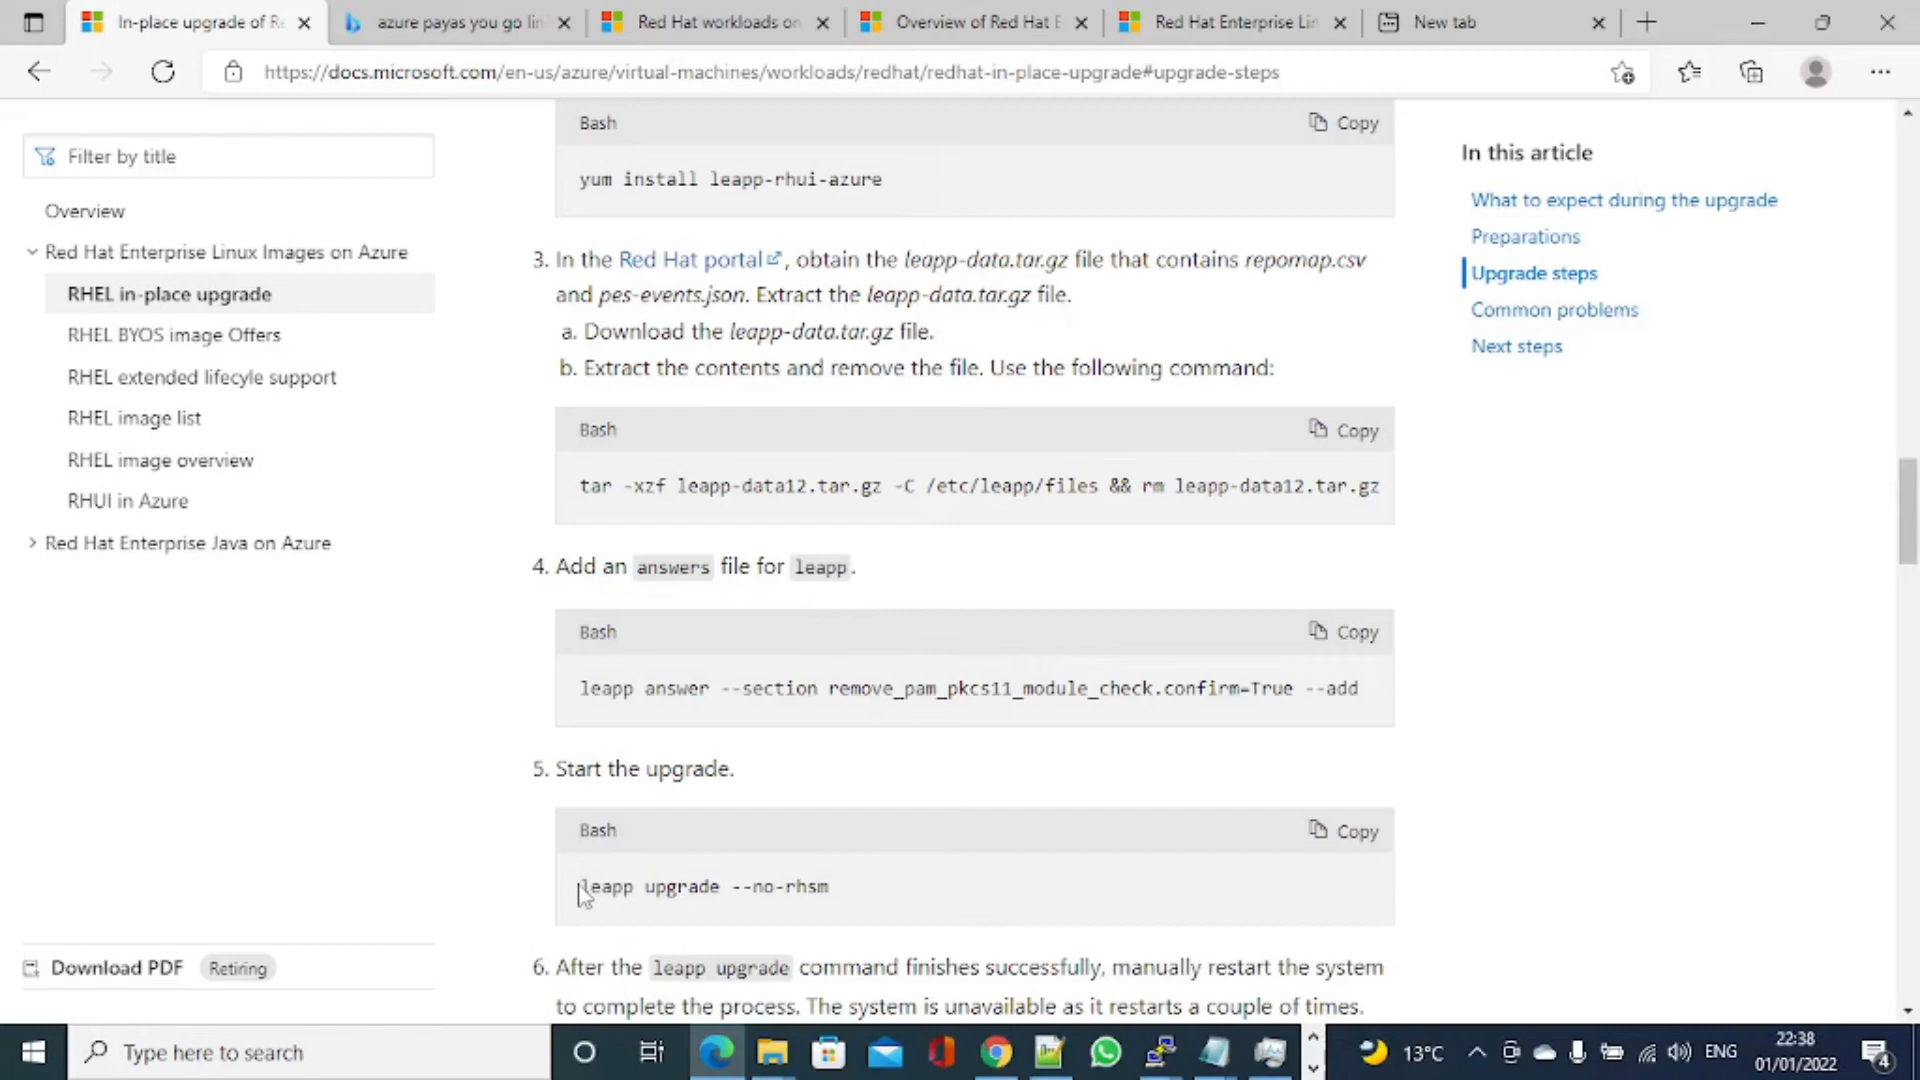 In-place upgrade of Re
azure payas you go lin
Red Hat workloads on
Overview of Red Hat E
Red Hat Enterprise Lin
New tab
https://docs.microsoft.com/en-us/azure/virtual-machines/workloads/redhat/redhat-in-place-upgrade#upgrade-steps
Filter by title
Overview
Red Hat Enterprise Linux Images on Azure
RHEL in-place upgrade
RHEL BYOS image Offers
RHEL extended lifecyle support
RHEL image list
RHEL image overview
RHUI in Azure
Red Hat Enterprise Java on Azure
Download PDF
Retiring
Bash
Copy
yum install leapp-rhui-azure
3. In the Red Hat portal, obtain the leapp-data.tar.gz file that contains repomap.csv
and pes-events.json. Extract the leapp-data.tar.gz file.
a. Download the leapp-data.tar.gz file.
b. Extract the contents and remove the file. Use the following command:
Bash
Copy
tar -xzf leapp-data12.tar.gz -C /etc/leapp/files && rm leapp-data12.tar.gz
4. Add an answers file for leapp.
Bash
Copy
leapp answer --section remove_pam_pkcs11_module_check.confirm=True --add
5. Start the upgrade.
Bash
Copy
leapp upgrade --no-rhsm
6. After the leapp upgrade command finishes successfully, manually restart the system
to complete the process. The system is unavailable as it restarts a couple of times.
In this article
What to expect during the upgrade
Preparations
Upgrade steps
Common problems
Next steps
Type here to search
13°C
ENG
22:38
01/01/2022
4